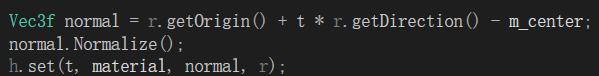 Vec3f normal = r.getOrigin() + t * r.getDirection() - m_center;
normal.Normalize();
h.set(t, material, normal, r);